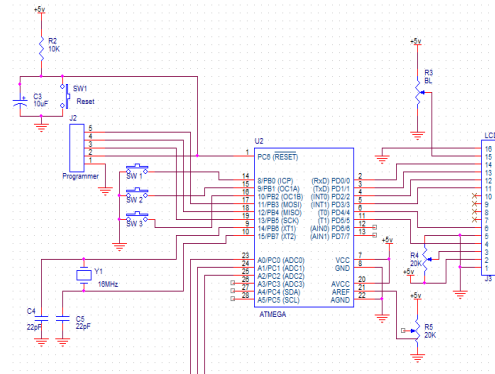 +5v
R2
10K
C3
10uF
SW1
Reset
J2
5
4
3
2
1
Programmer
SW 1
SW 2
SW 3
Y1
16MHz
C4
22pF
C5
22pF
U2
1 PC6 (RESET)
14 8/PB0 (ICP) (RxD) PD0/0 2
15 9/PB1 (OC1A) (TxD) PD1/1 3
16 10/PB2 (OC1B) (INT0) PD2/2 4
17 11/PB3 (MOSI) (INT1) PD3/3 5
18 12/PB4 (MISO) (T0) PD4/4 6
19 13/PB5 (SCK) (T1) PD5/5 11
9 14/PB6 (XT1) (AIN0) PD6/6 12
10 15/PB7 (XT2) (AIN1) PD7/7 13
23 A0/PC0 (ADC0) VCC 7
24 A1/PC1 (ADC1) GND 8
25 A2/PC2 (ADC2)
26 A3/PC3 (ADC3) AVCC 20
27 A4/PC4 (SDA) AREF 21
28 A5/PC5 (SCL) AGND 22
ATMEGA
+5v
R3
BL
+5v
R4
20K
+5v
+5v
R5
20K
LCD
16
15
14
13
12
11
10
9
8
7
6
5
4
3
2
1
J3